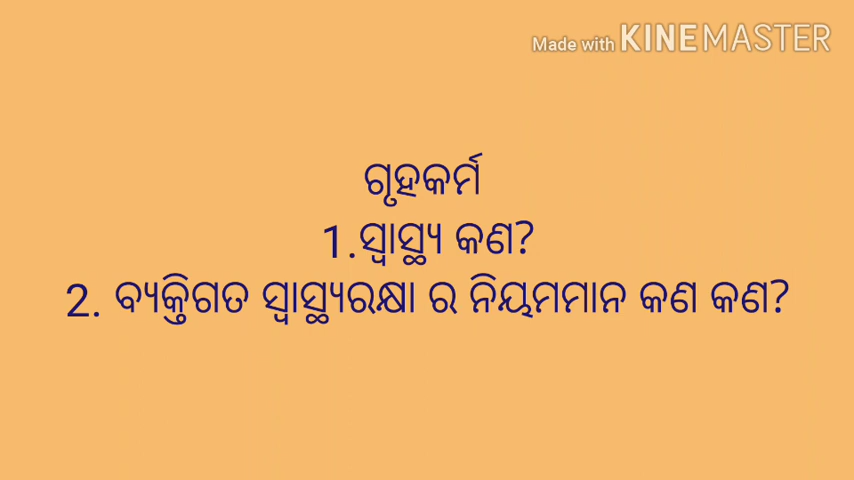 Made with KINEMASTER
ଗୃହକର୍ମ
1.ସ୍ୱାସ୍ଥ୍ୟ କଣ?
2. ବ୍ୟକ୍ତିଗତ ସ୍ୱାସ୍ଥ୍ୟରକ୍ଷା ର ନିୟମମାନ କଣ କଣ?